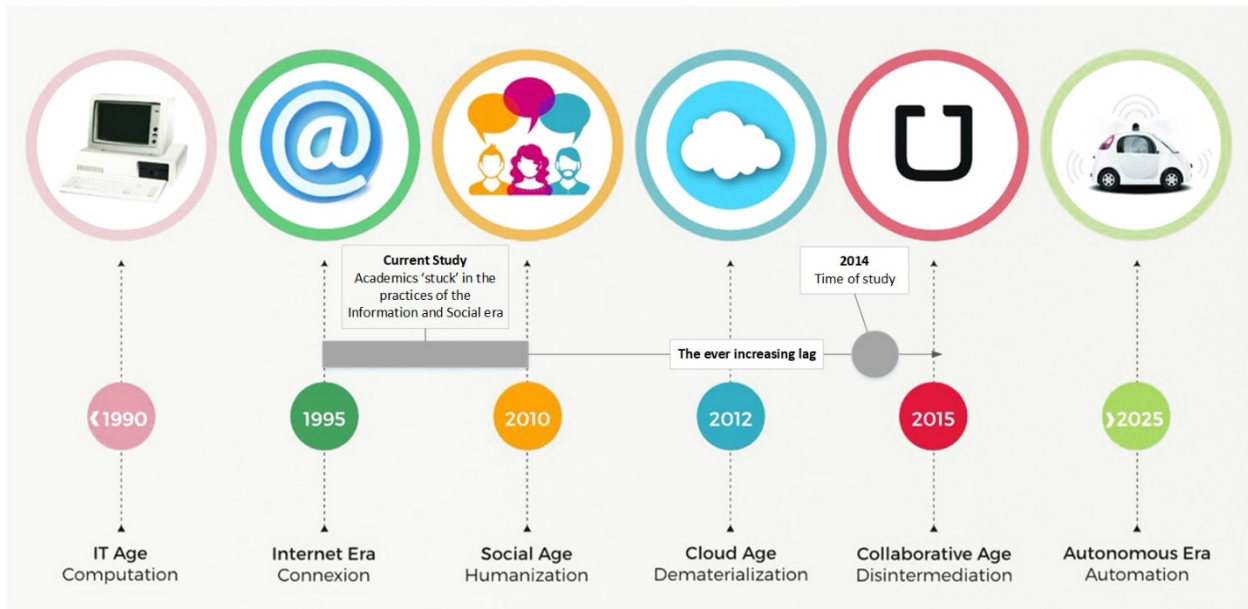 Current Study
Academics ‘stuck’ in the
practices of the
Information and Social era
2014
Time of study
The ever increasing lag
❮1990
1995
2010
2012
2015
❯2025
IT Age
Computation
Internet Era
Connexion
Social Age
Humanization
Cloud Age
Dematerialization
Collaborative Age
Disintermediation
Autonomous Era
Automation